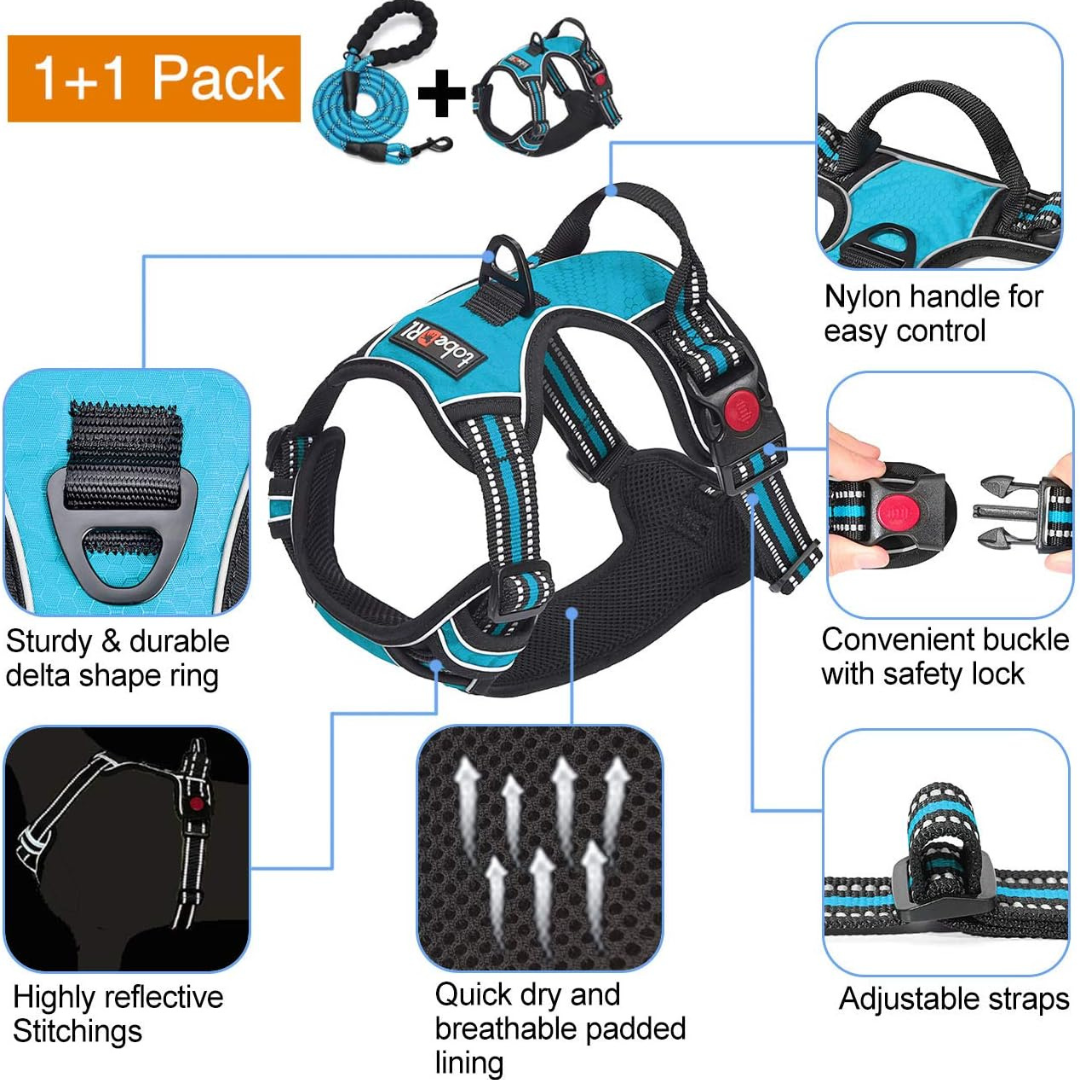 1+1 Pack
tobeDRI
Nylon handle for
easy control
Sturdy & durable
delta shape ring
Convenient buckle
with safety lock
Highly reflective
Stitchings
Quick dry and
breathable padded
lining
Adjustable straps